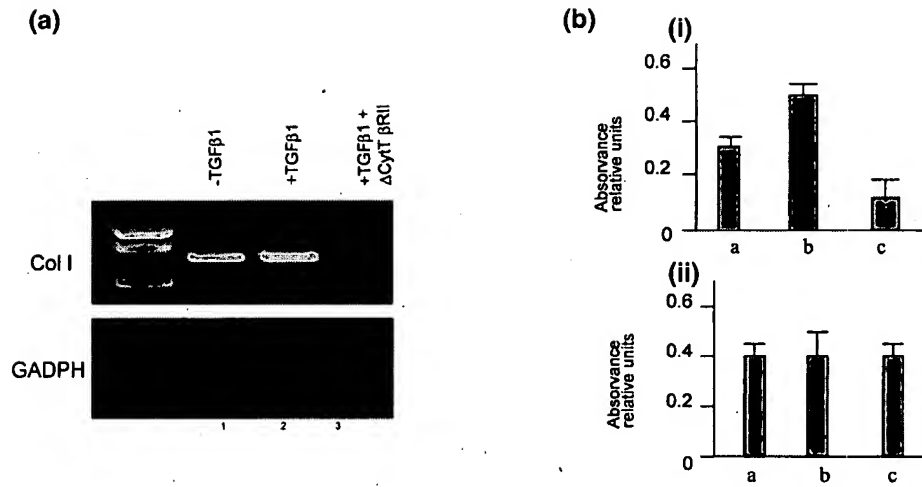 (a)
-TGFβ1
+TGFβ1
+TGFβ1 +
ΔCytT βRII
Col I
GADPH
1 2 3
(b)
(i)
Absorvance
relative units
0.6
0.4
0.2
0
a b c
(ii)
Absorvance
relative units
0.6
0.4
0.2
0
a b c